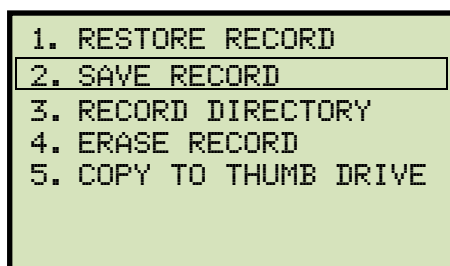 1. RESTORE RECORD
2. SAVE RECORD
3. RECORD DIRECTORY
4. ERASE RECORD
5. COPY TO THUMB DRIVE